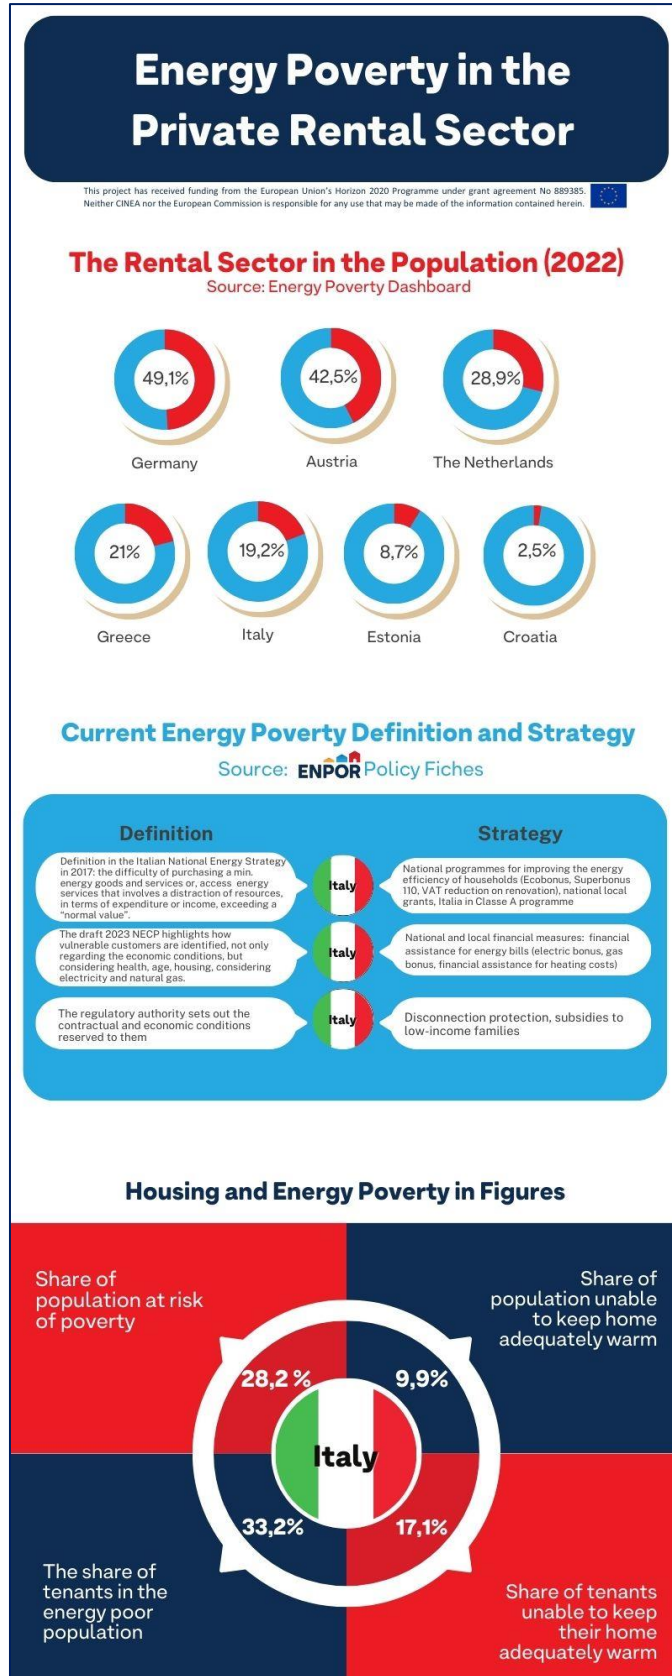 Energy Poverty in the
Private Rental Sector
This project has received funding from the European Union's Horizon 2020 Programme under grant agreement No 889385.
Neither CINEA nor the European Commission is responsible for any use that may be made of the information contained herein.
The Rental Sector in the Population (2022)
Source: Energy Poverty Dashboard
49,1%
42,5%
28,9%
Germany
Austria
The Netherlands
21%
19,2%
8,7%
2,5%
Greece
Italy
Estonia
Croatia
Current Energy Poverty Definition and Strategy
Source: ENPOR Policy Fiches
Definition
Strategy
Definition in the Italian National Energy Strategy
in 2017: the difficulty of purchasing a min.
energy goods and services or, access energy
services that involves a distraction of resources,
in terms of expenditure or income, exceeding a
“normal value”.
Italy
National programmes for improving the energy
efficiency of households (Ecobonus, Superbonus
110, VAT reduction on renovation), national local
grants, Italia in Classe A programme
The draft 2023 NECP highlights how
vulnerable customers are identified, not only
regarding the economic conditions, but
considering health, age, housing, considering
electricity and natural gas.
Italy
National and local financial measures: financial
assistance for energy bills (electric bonus, gas
bonus, financial assistance for heating costs)
The regulatory authority sets out the
contractual and economic conditions
reserved to them
Italy
Disconnection protection, subsidies to
low-income families
Housing and Energy Poverty in Figures
Share of
population at risk
of poverty
Share of
population unable
to keep home
adequately warm
28,2 %
9,9%
Italy
33,2%
17,1%
The share of
tenants in the
energy poor
population
Share of tenants
unable to keep
their home
adequately warm